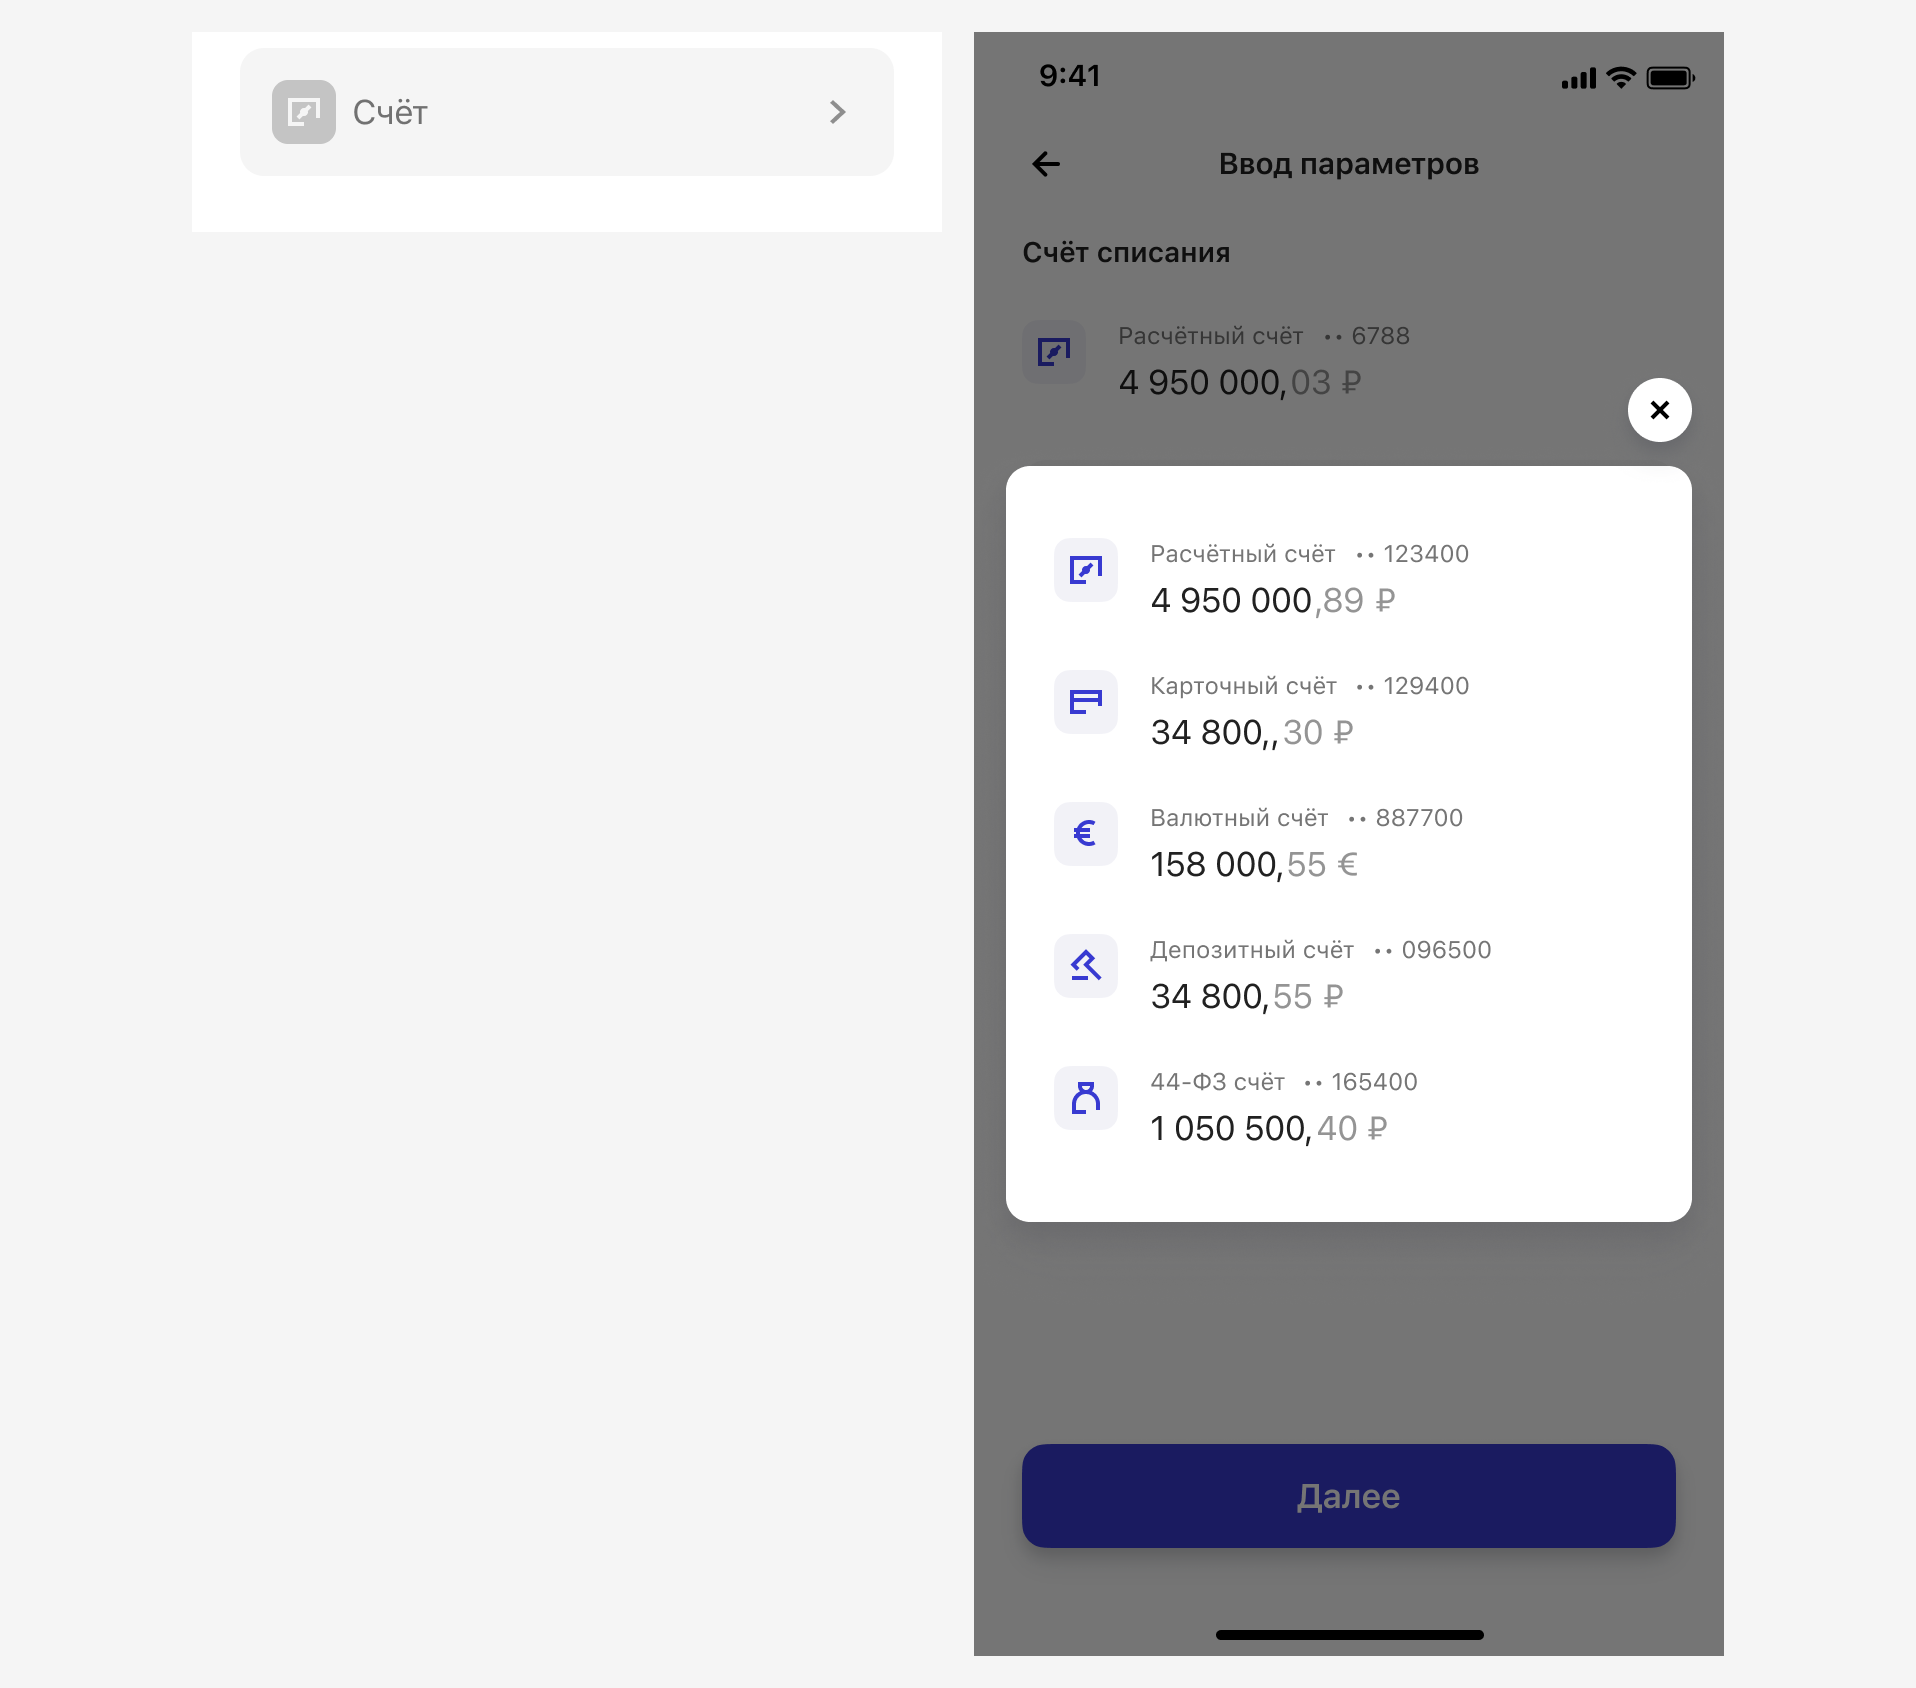 Счёт
9:41
Ввод параметров
Счёт списания
Расчётный счёт •• 6788
4 950 000,03 ₽
Расчётный счёт •• 123400
4 950 000,89 ₽
Карточный счёт •• 129400
34 800,,30 ₽
Валютный счёт •• 887700
158 000,55 €
Депозитный счёт •• 096500
34 800,55 ₽
44-ФЗ счёт •• 165400
1 050 500,40 ₽
Далее